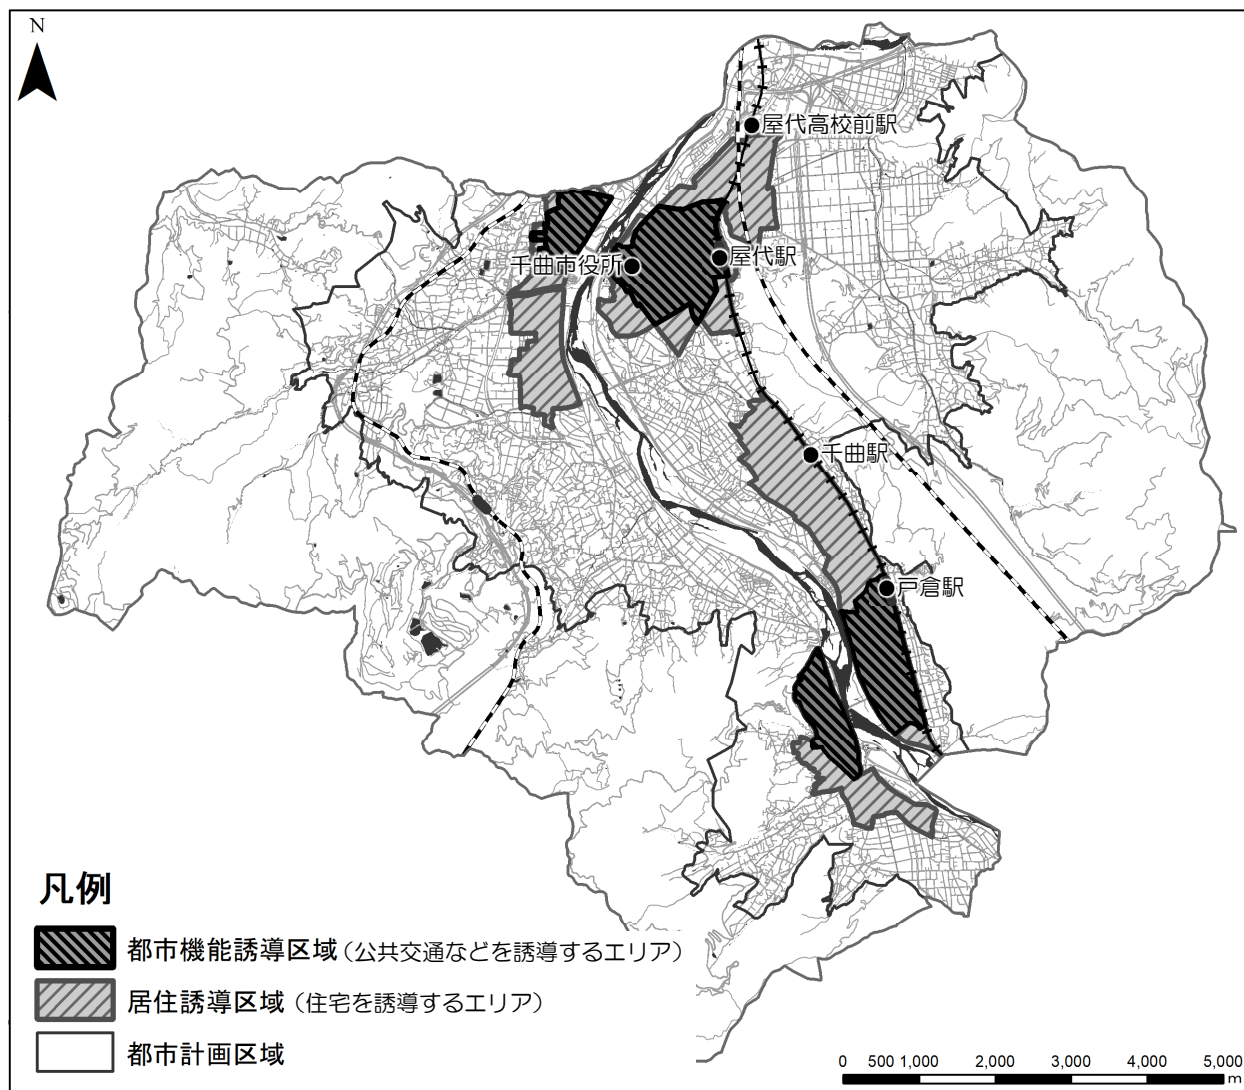 N
屋代高校前駅
千曲市役所
屋代駅
千曲駅
戸倉駅
凡例
都市機能誘導区域（公共交通などを誘導するエリア）
居住誘導区域（住宅を誘導するエリア）
都市計画区域
0 500 1,000 2,000 3,000 4,000 5,000
m